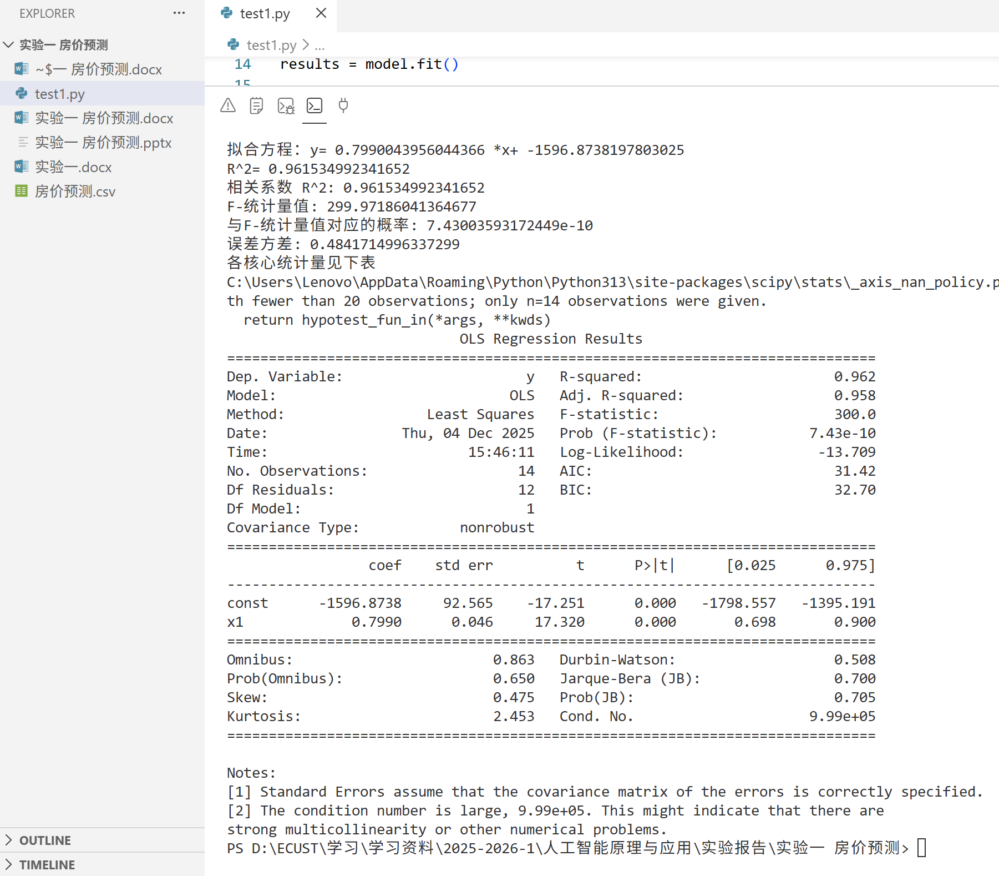 EXPLORER
...
实验一 房价预测
~$一 房价预测.docx
test1.py
实验一 房价预测.docx
实验一 房价预测.pptx
实验一.docx
房价预测.csv
OUTLINE
TIMELINE
test1.py
test1.py > ...
14 results = model.fit()
15
拟合方程: y= 0.7990043956044366 *x+ -1596.8738197803025
R^2= 0.961534992341652
相关系数 R^2: 0.961534992341652
F-统计量值: 299.97186041364677
与F-统计量值对应的概率: 7.43003593172449e-10
误差方差: 0.4841714996337299
各核心统计量见下表
C:\Users\Lenovo\AppData\Roaming\Python\Python313\site-packages\scipy\stats\_axis_nan_policy.p
th fewer than 20 observations; only n=14 observations were given.
  return hypotest_fun_in(*args, **kwds)
OLS Regression Results
==============================================================================
Dep. Variable: y R-squared: 0.962
Model: OLS Adj. R-squared: 0.958
Method: Least Squares F-statistic: 300.0
Date: Thu, 04 Dec 2025 Prob (F-statistic): 7.43e-10
Time: 15:46:11 Log-Likelihood: -13.709
No. Observations: 14 AIC: 31.42
Df Residuals: 12 BIC: 32.70
Df Model: 1
Covariance Type: nonrobust
==============================================================================
coef std err t P>|t| [0.025 0.975]
------------------------------------------------------------------------------
const -1596.8738 92.565 -17.251 0.000 -1798.557 -1395.191
x1 0.7990 0.046 17.320 0.000 0.698 0.900
==============================================================================
Omnibus: 0.863 Durbin-Watson: 0.508
Prob(Omnibus): 0.650 Jarque-Bera (JB): 0.700
Skew: 0.475 Prob(JB): 0.705
Kurtosis: 2.453 Cond. No. 9.99e+05
==============================================================================
Notes:
[1] Standard Errors assume that the covariance matrix of the errors is correctly specified.
[2] The condition number is large, 9.99e+05. This might indicate that there are
strong multicollinearity or other numerical problems.
PS D:\ECUST\学习\学习资料\2025-2026-1\人工智能原理与应用\实验报告\实验一 房价预测>